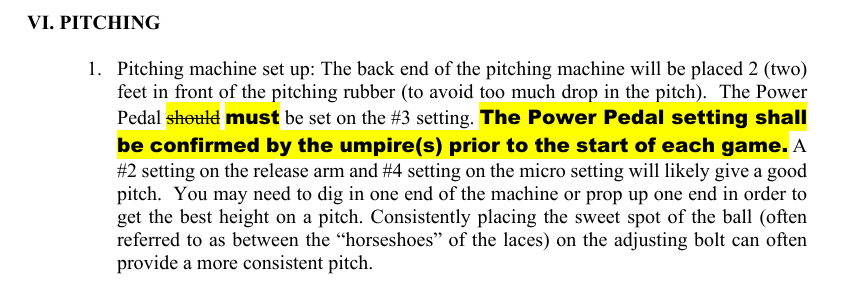 VI. PITCHING
1. Pitching machine set up: The back end of the pitching machine will be placed 2 (two)
feet in front of the pitching rubber (to avoid too much drop in the pitch). The Power
Pedal should must be set on the #3 setting. The Power Pedal setting shall
be confirmed by the umpire(s) prior to the start of each game. A
#2 setting on the release arm and #4 setting on the micro setting will likely give a good
pitch. You may need to dig in one end of the machine or prop up one end in order to
get the best height on a pitch. Consistently placing the sweet spot of the ball (often
referred to as between the “horseshoes” of the laces) on the adjusting bolt can often
provide a more consistent pitch.